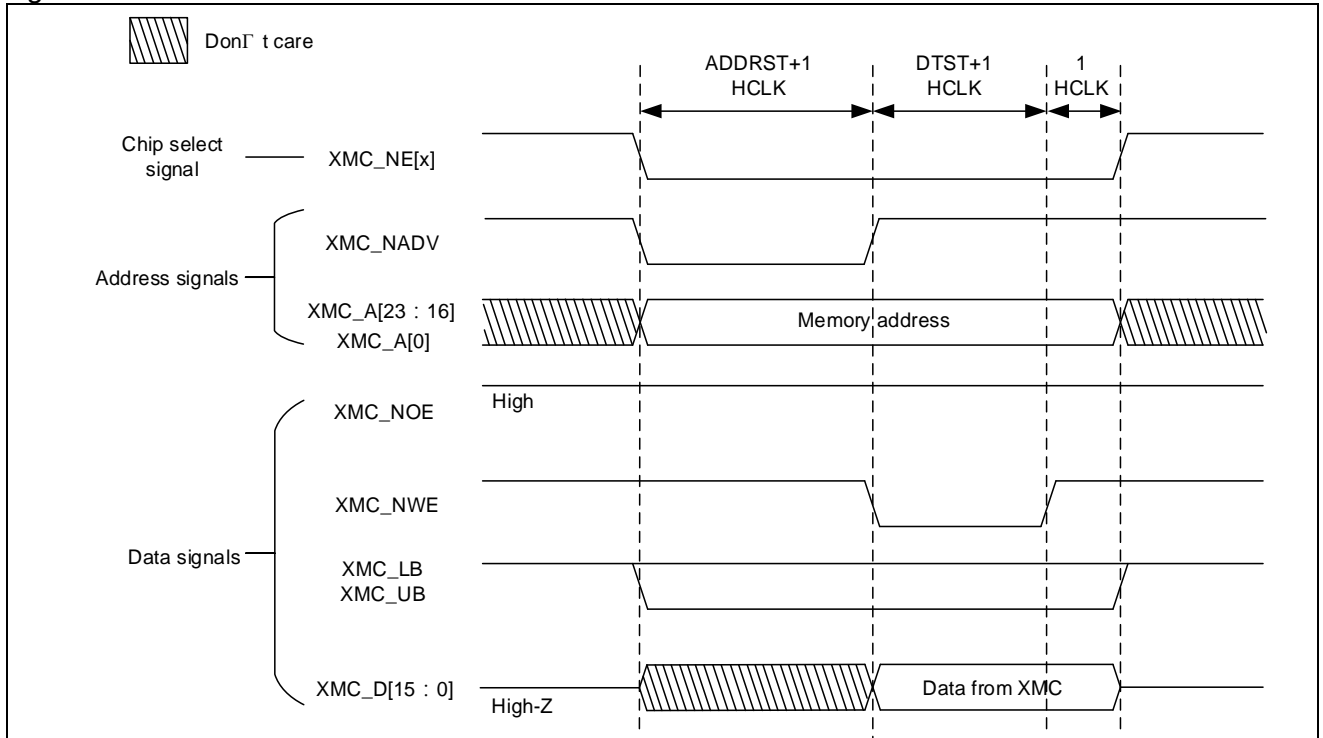 DonΓ t care
ADDRST+1
HCLK
DTST+1
HCLK
1
HCLK
Chip select
signal
XMC_NE[x]
XMC_NADV
Address signals
XMC_A[23 : 16]
XMC_A[0]
Memory address
XMC_NOE
High
XMC_NWE
Data signals
XMC_LB
XMC_UB
XMC_D[15 : 0]
High-Z
Data from XMC